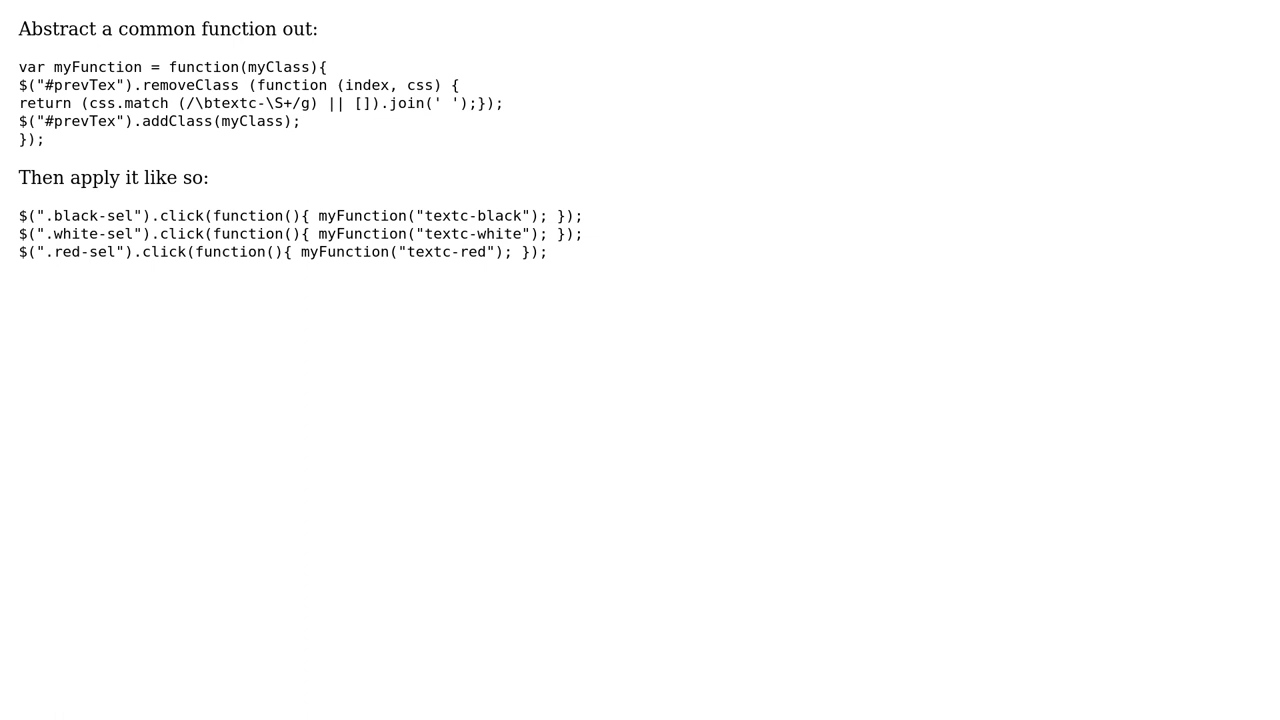 Abstract a common function out:
var myFunction = function(myClass){
$("#prevTex").removeClass (function (index, css) {
return (css.match (/\btextc-\S+/g) || []).join(' ');});
$("#prevTex").addClass(myClass);
});
Then apply it like so:
$(".black-sel").click(function(){ myFunction("textc-black"); });
$(".white-sel").click(function(){ myFunction("textc-white"); });
$(".red-sel").click(function(){ myFunction("textc-red"); });